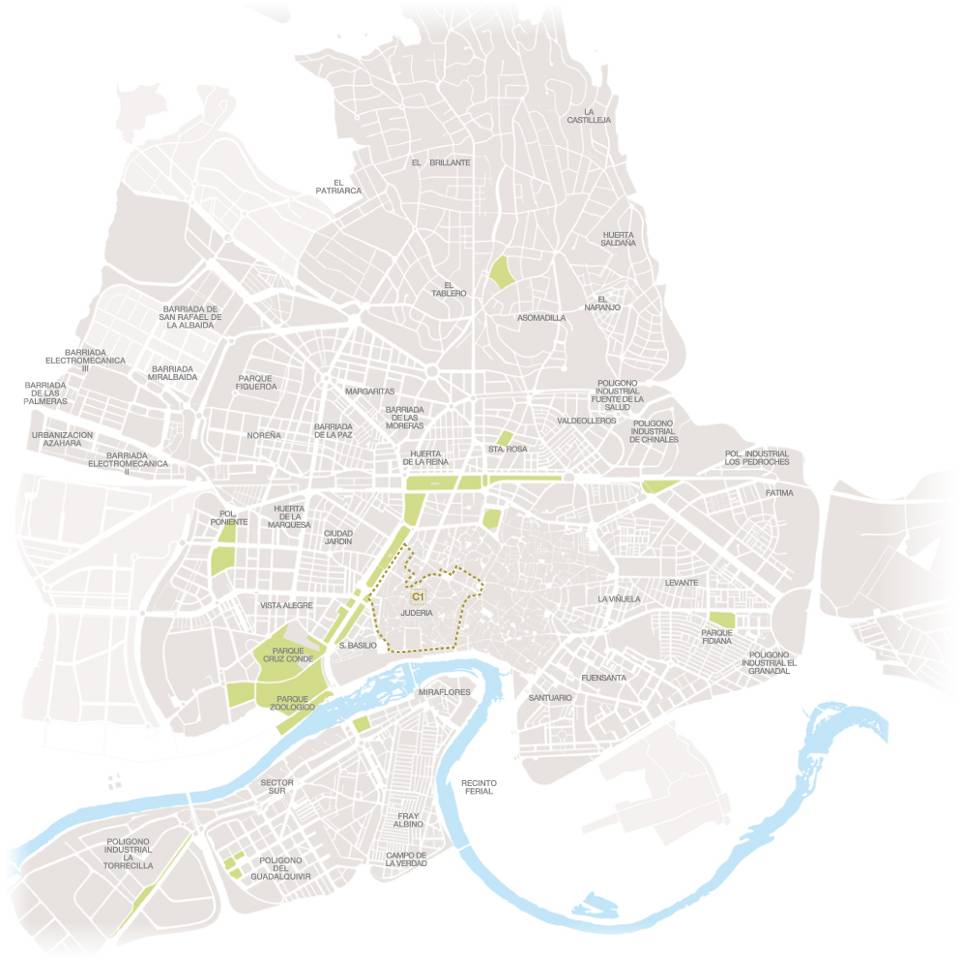 LA
CASTILLEJA
EL BRILLANTE
EL
PATRIARCA
HUERTA
SALDAÑA
EL
TABLERO
EL
NARANJO
ASOMADILLA
BARRIADA DE
SAN RAFAEL DE
LA ALBAIDA
BARRIADA
ELECTROMECANICA
III
BARRIADA
MIRALBAIDA
PARQUE
FIGUEROA
MARGARITAS
BARRIADA
DE LAS
PALMERAS
POLIGONO
INDUSTRIAL
FUENTE DE LA
SALUD
BARRIADA
DE LAS
MORERAS
VALDEOLLEROS
POLIGONO
INDUSTRIAL
DE CHINALES
BARRIADA
DE LA PAZ
NOREÑA
URBANIZACION
AZAHARA
STA. ROSA
HUERTA
DE LA REINA
POL. INDUSTRIAL
LOS PEDROCHES
BARRIADA
ELECTROMECANICA
II
FATIMA
POL.
PONIENTE
HUERTA
DE LA
MARQUESA
CIUDAD
JARDIN
LEVANTE
C1
JUDERIA
LA VIÑUELA
VISTA ALEGRE
PARQUE
FIDIANA
S. BASILIO
PARQUE
CRUZ CONDE
POLIGONO
INDUSTRIAL EL
GRANADAL
FUENSANTA
MIRAFLORES
SANTUARIO
PARQUE
ZOOLOGICO
SECTOR
SUR
RECINTO
FERIAL
FRAY
ALBINO
POLIGONO
INDUSTRIAL
LA
TORRECILLA
CAMPO DE
LA VERDAD
POLIGONO
DEL
GUADALQUIVIR